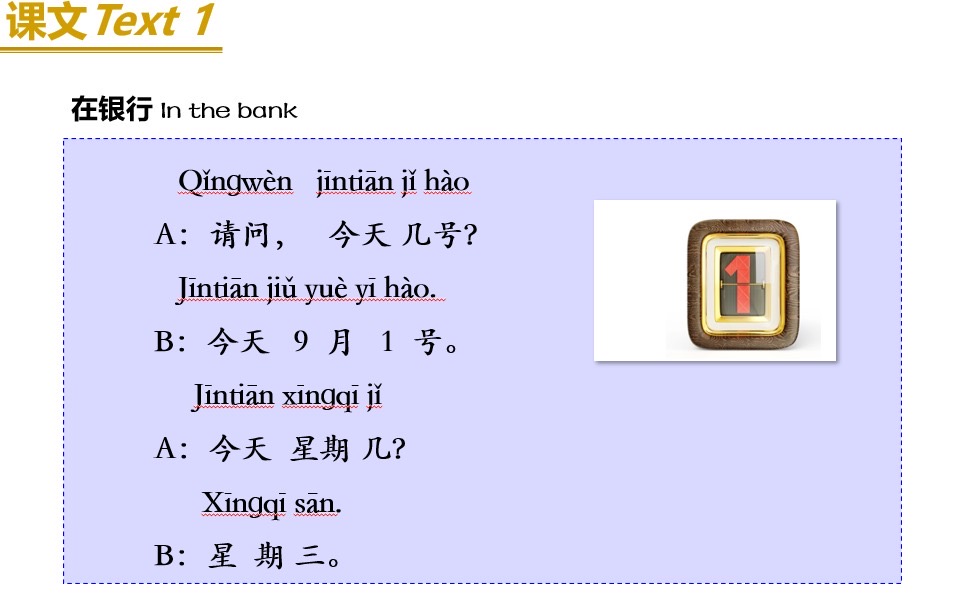 课文 Text 1
在银行 In the bank
Qǐngwèn jīntiān jǐ hào
A：请问， 今天 几号？
Jīntiān jiǔ yuè yī hào.
B：今天 9 月 1 号。
Jīntiān xīngqī jǐ
A：今天 星期 几？
Xīngqī sān.
B：星 期 三。
1